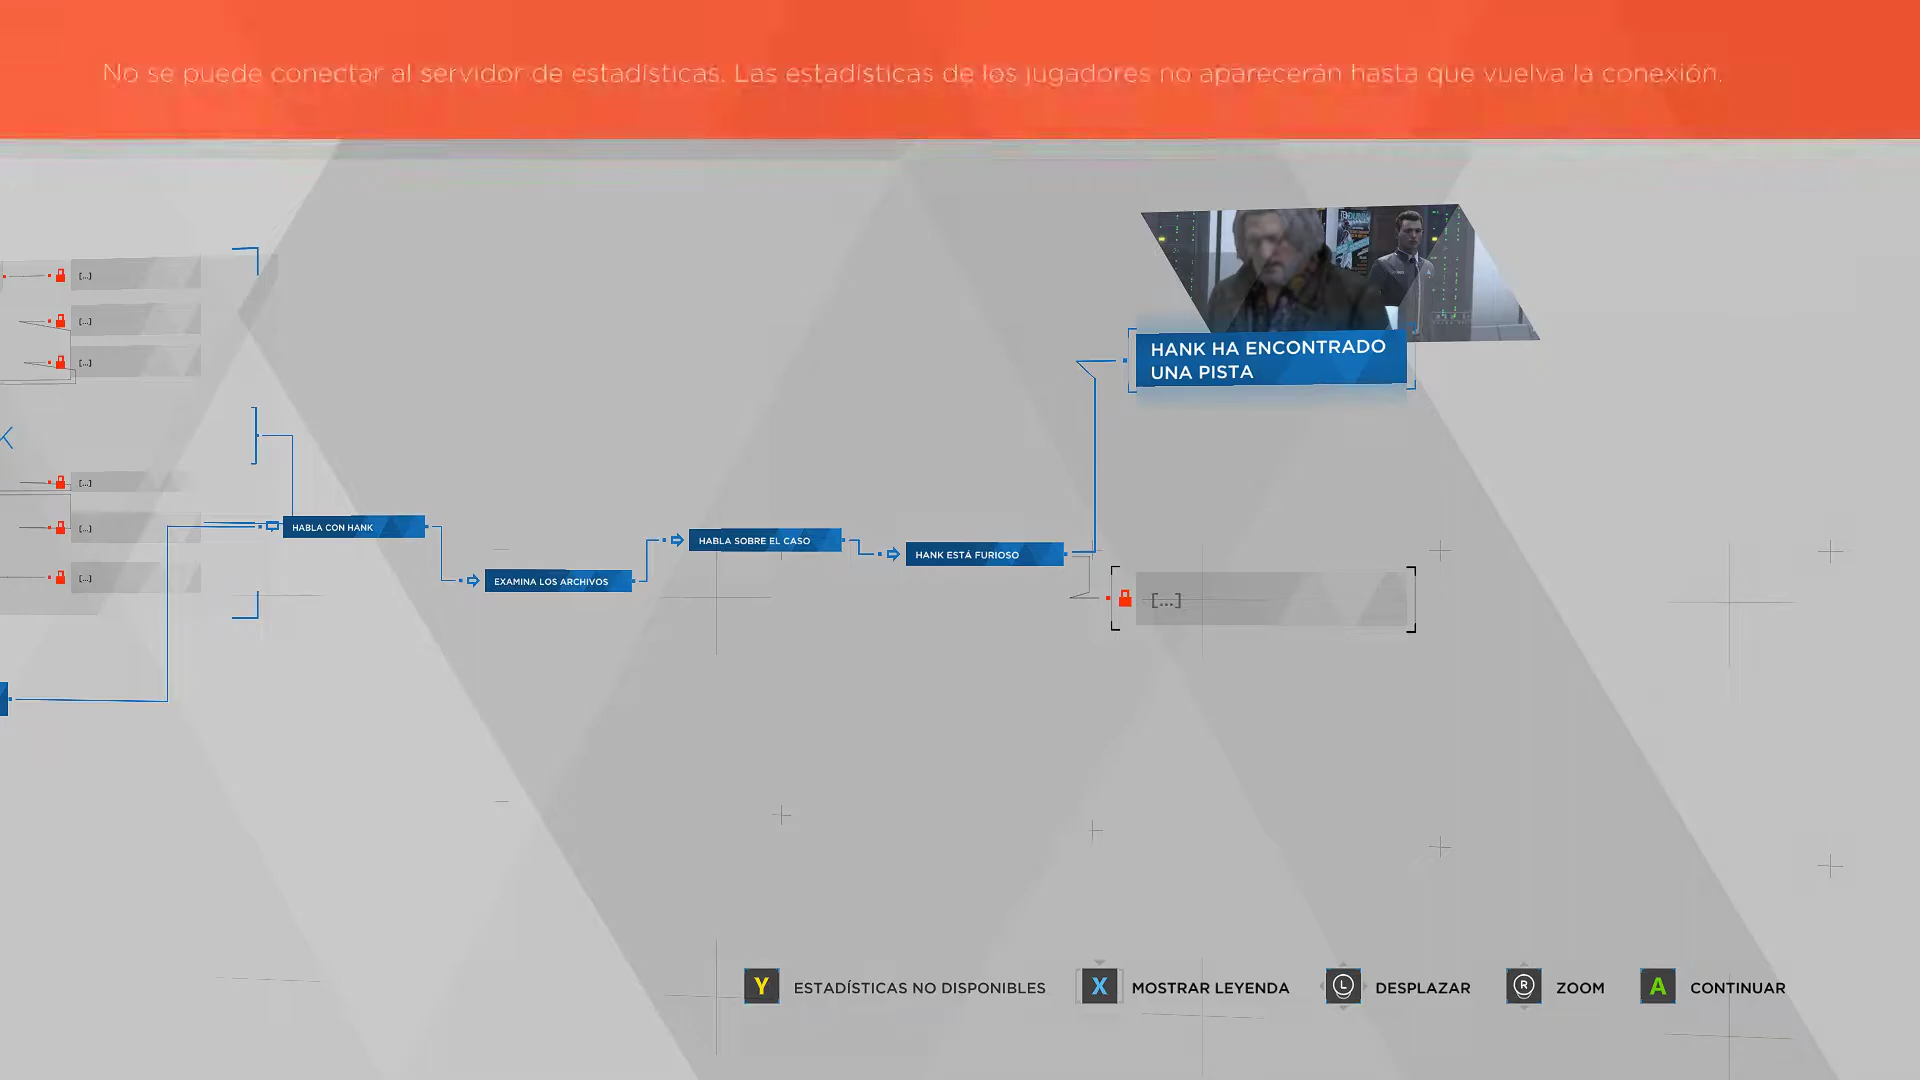 No se puede conectar al servidor de estadísticas. Las estadísticas de los jugadores no aparecerán hasta que vuelva la conexión.
[...]
[...]
[...]
HANK HA ENCONTRADO
UNA PISTA
K
[...]
[...]
HABLA CON HANK
HABLA SOBRE EL CASO
HANK ESTÁ FURIOSO
[...]
EXAMINA LOS ARCHIVOS
[...]
Y ESTADÍSTICAS NO DISPONIBLES
X MOSTRAR LEYENDA
L DESPLAZAR
R ZOOM
A CONTINUAR